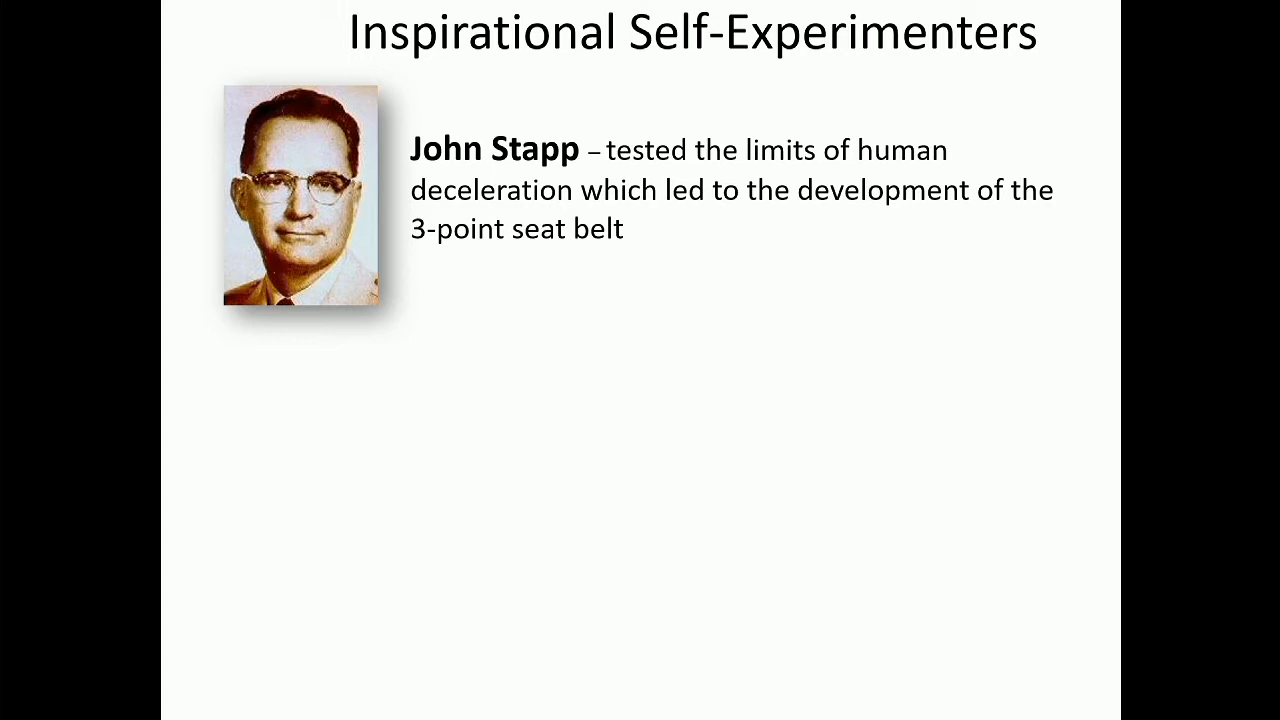 Inspirational Self-Experimenters
John Stapp – tested the limits of human
deceleration which led to the development of the
3-point seat belt